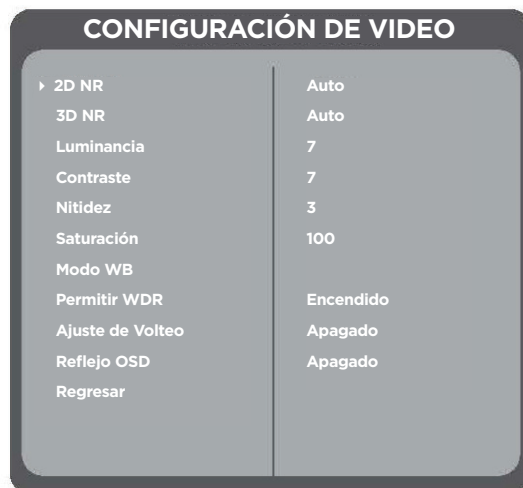 CONFIGURACIÓN DE VIDEO
2D NR Auto
3D NR Auto
Luminancia 7
Contraste 7
Nitidez 3
Saturación 100
Modo WB
Permitir WDR Encendido
Ajuste de Volteo Apagado
Reflejo OSD Apagado
Regresar